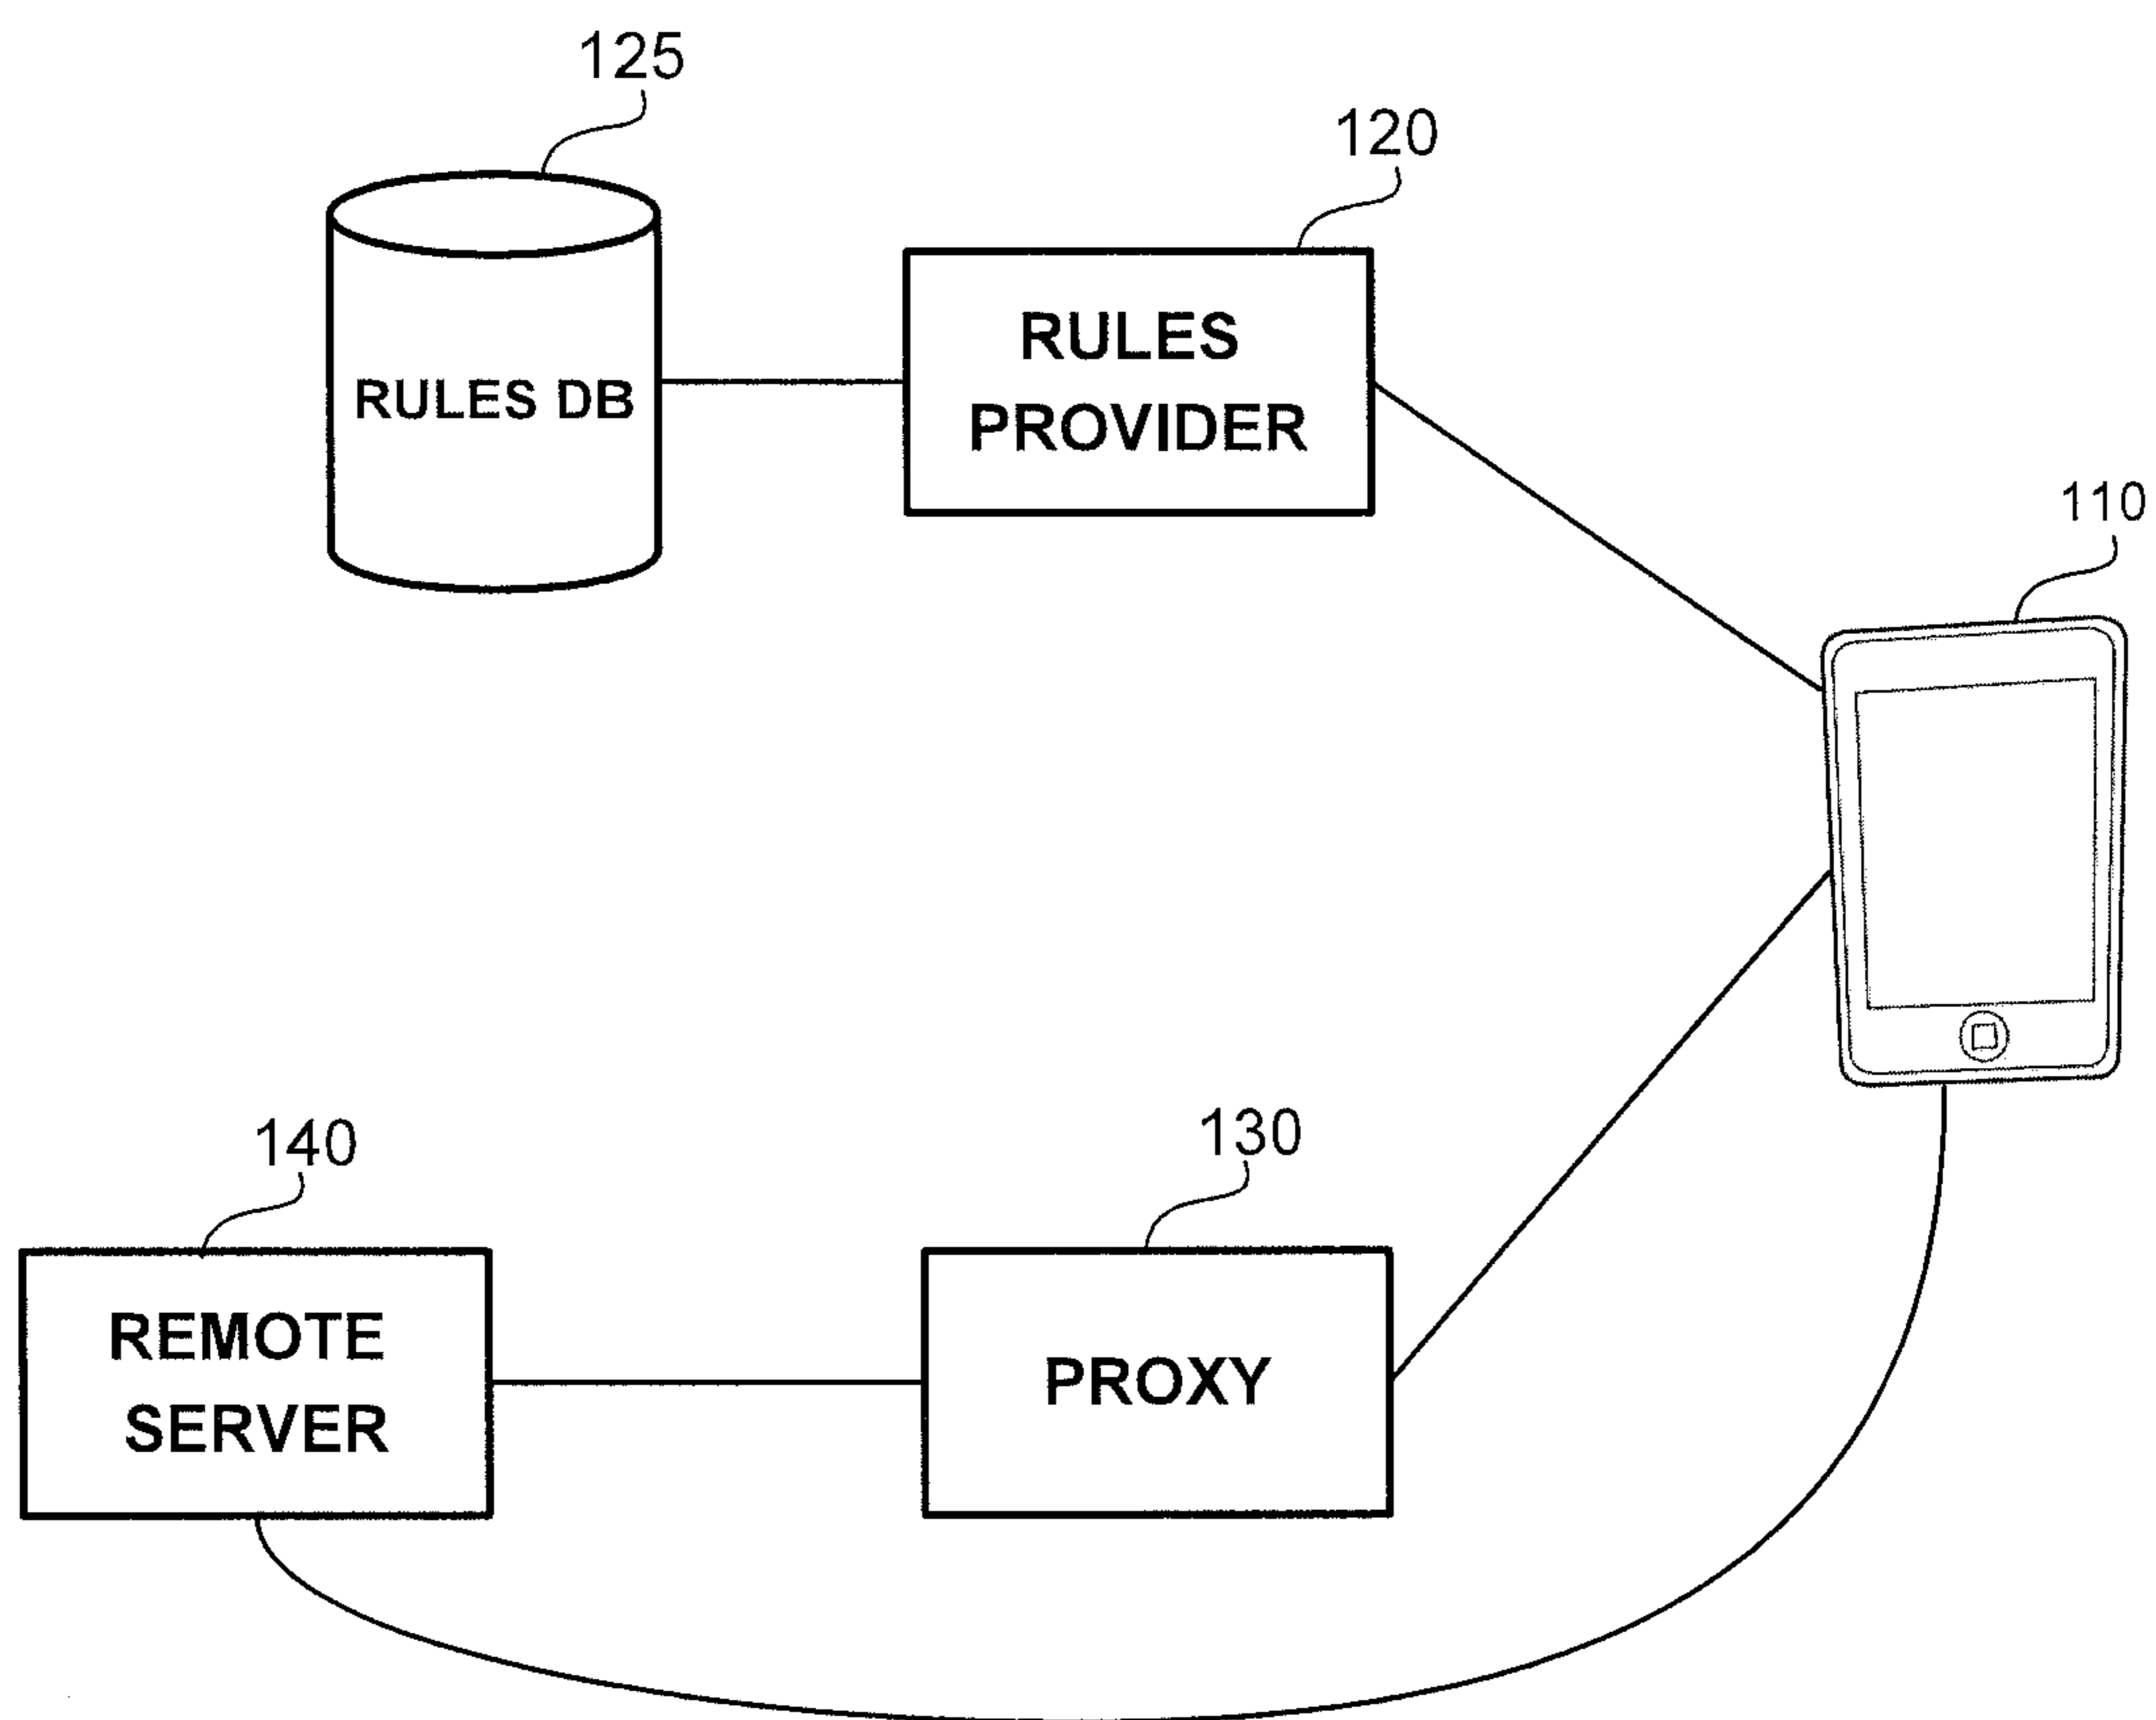 125
120
RULES
PROVIDER
RULES DB
110
140
130
REMOTE
SERVER
PROXY